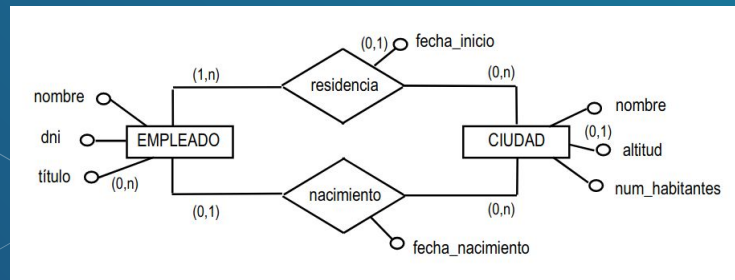 (0,1) fecha_inicio
(1,n)
residencia
(0,n)
nombre
dni
título
(0,n)
EMPLEADO
CIUDAD
nombre
(0,1)
altitud
num_habitantes
(0,1)
nacimiento
(0,n)
fecha_nacimiento